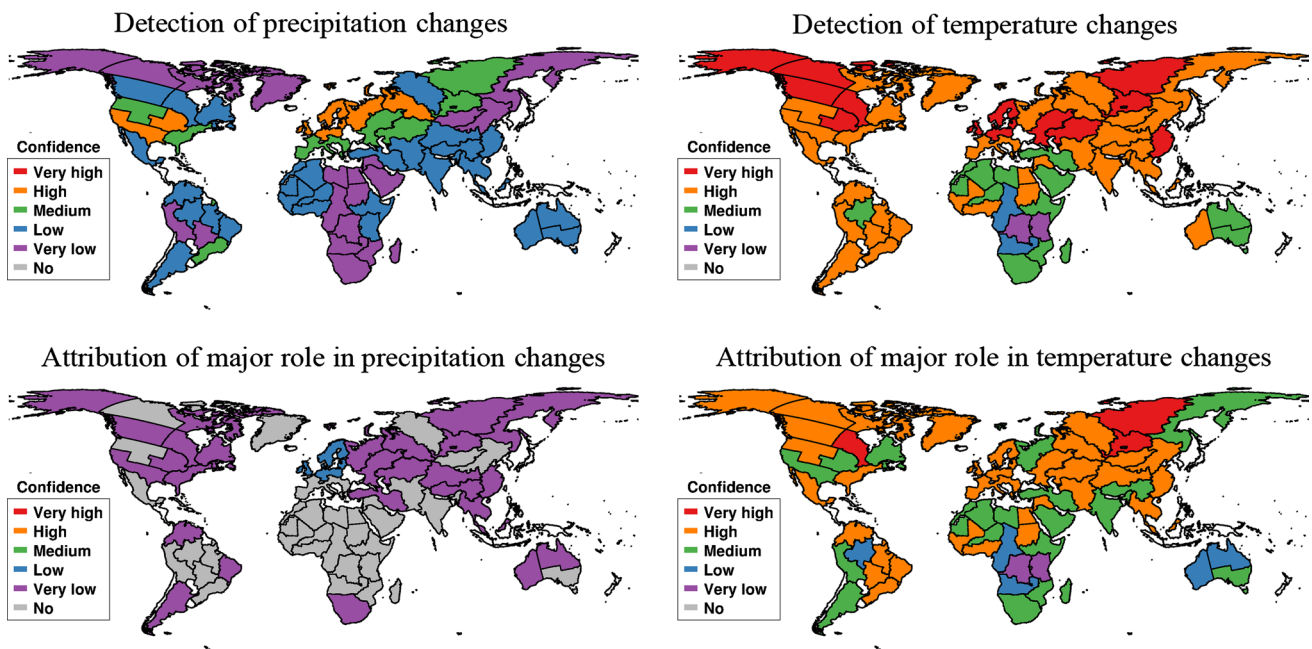 Detection of precipitation changes
Confidence
Very high
High
Medium
Low
Very low
No
Detection of temperature changes
Confidence
Very high
High
Medium
Low
Very low
No
Attribution of major role in precipitation changes
Confidence
Very high
High
Medium
Low
Very low
No
Attribution of major role in temperature changes
Confidence
Very high
High
Medium
Low
Very low
No